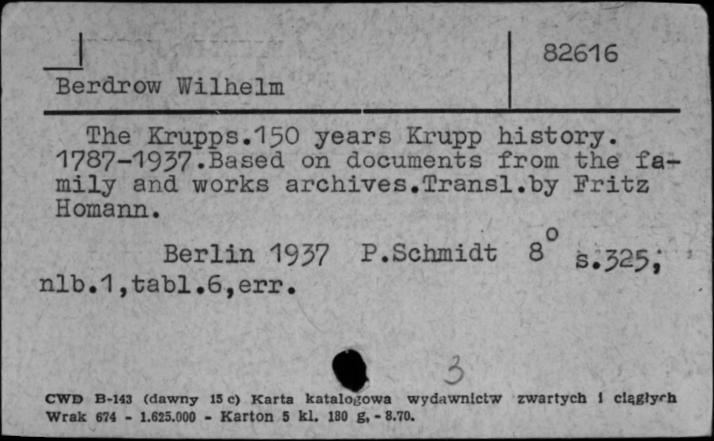 82616
Berdrow Wilhelm
The Krupps.150 years Krupp history.
1787-1937.Based on documents from the fa-
mily and works archives.Transl.by Fritz
Homann.
Berlin 1937 P.Schmidt 8° s.325;
nlb.1,tabl.6,err.
3
CWD B-143 (dawny 15 c) Karta katalogowa wydawnictw zwartych i ciągłych
Wrak 674 - 1.625.000 - Karton 5 kl. 180 g, - 8.70.